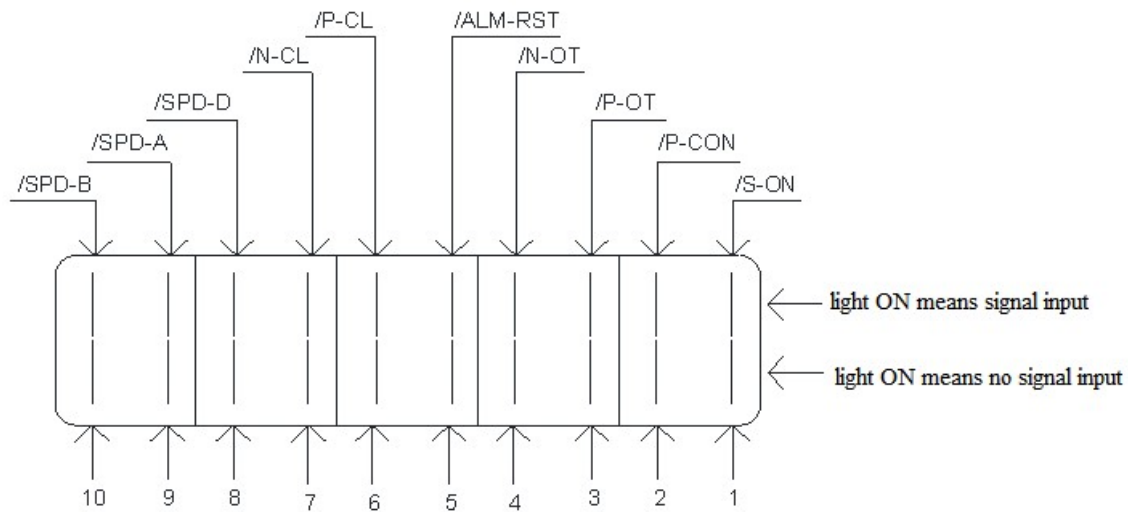 /P-CL
/ALM-RST
/N-CL
/N-OT
/SPD-D
/P-OT
/SPD-A
/P-CON
/SPD-B
/S-ON
light ON means signal input
light ON means no signal input
10 9 8 7 6 5 4 3 2 1